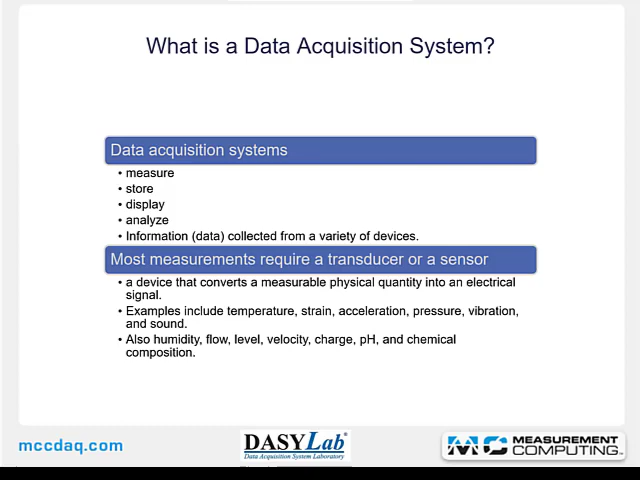 What is a Data Acquisition System?
Data acquisition systems
• measure
• store
• display
• analyze
• Information (data) collected from a variety of devices.
Most measurements require a transducer or a sensor
• a device that converts a measurable physical quantity into an electrical
signal.
• Examples include temperature, strain, acceleration, pressure, vibration,
and sound.
• Also humidity, flow, level, velocity, charge, pH, and chemical
composition.
mccdaq.com
DASYLab®
Data Acquisition System Laboratory
MC MEASUREMENT
COMPUTING™